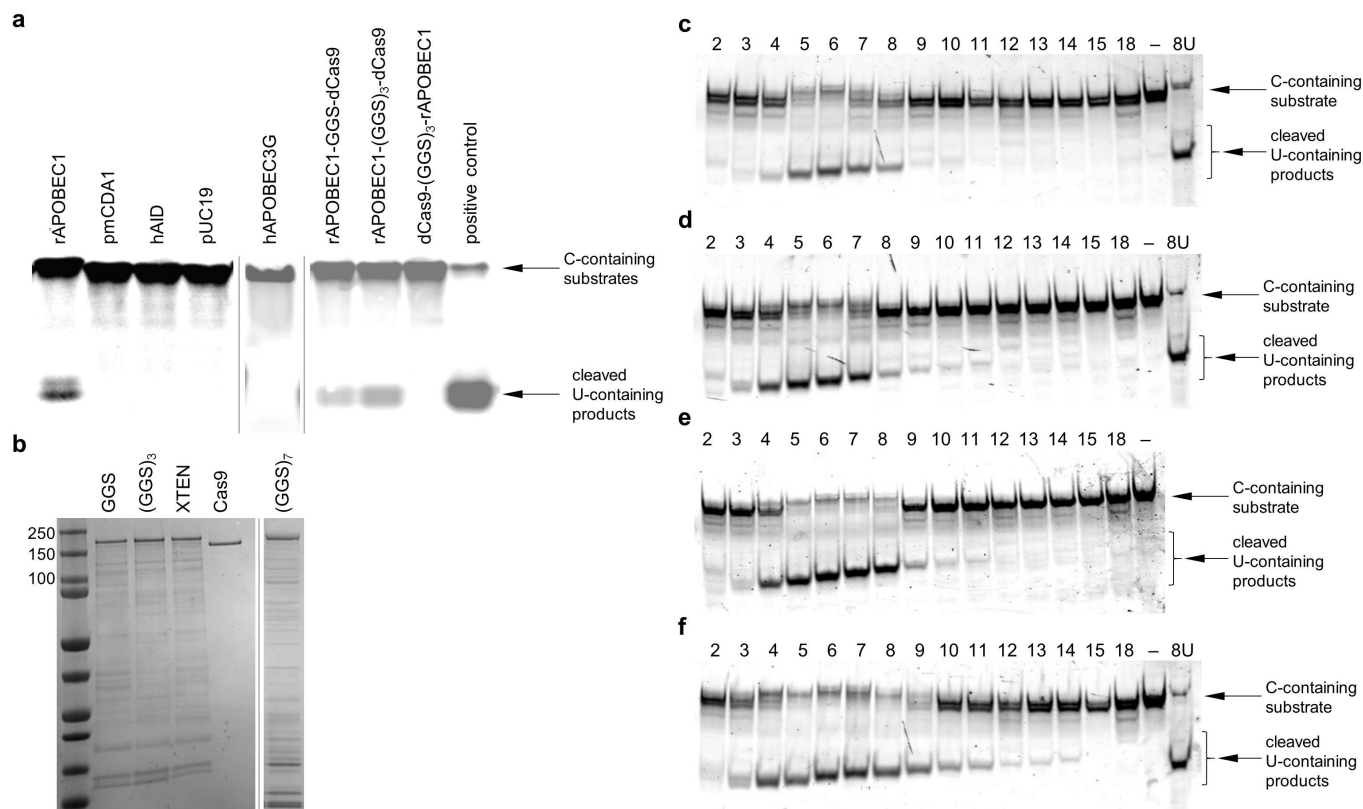 a
rAPOBEC1
pmCDA1
hAID
pUC19
hAPOBEC3G
rAPOBEC1-GGS-dCas9
rAPOBEC1-(GGS)₃-dCas9
dCas9-(GGS)₃-rAPOBEC1
positive control
C-containing
substrates
cleaved
U-containing
products
b
GGS
(GGS)₃
XTEN
Cas9
(GGS)₇
250
150
100
c
2 3 4 5 6 7 8 9 10 11 12 13 14 15 18 – 8U
C-containing
substrate
cleaved
U-containing
products
d
2 3 4 5 6 7 8 9 10 11 12 13 14 15 18 – 8U
C-containing
substrate
cleaved
U-containing
products
e
2 3 4 5 6 7 8 9 10 11 12 13 14 15 18 –
C-containing
substrate
cleaved
U-containing
products
f
2 3 4 5 6 7 8 9 10 11 12 13 14 15 18 – 8U
C-containing
substrate
cleaved
U-containing
products